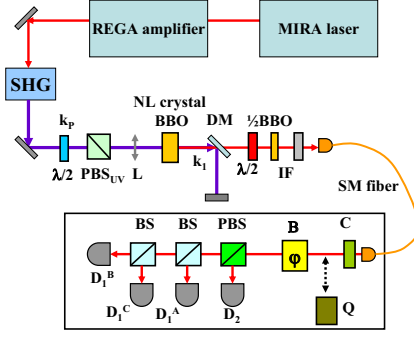 REGA amplifier
MIRA laser
SHG
k_P
NL crystal
BBO
DM
½BBO
k_1
λ/2
PBS_UV
L
λ/2
IF
SM fiber
BS
BS
PBS
B
C
φ
D_1^B
D_1^C
D_1^A
D_2
Q